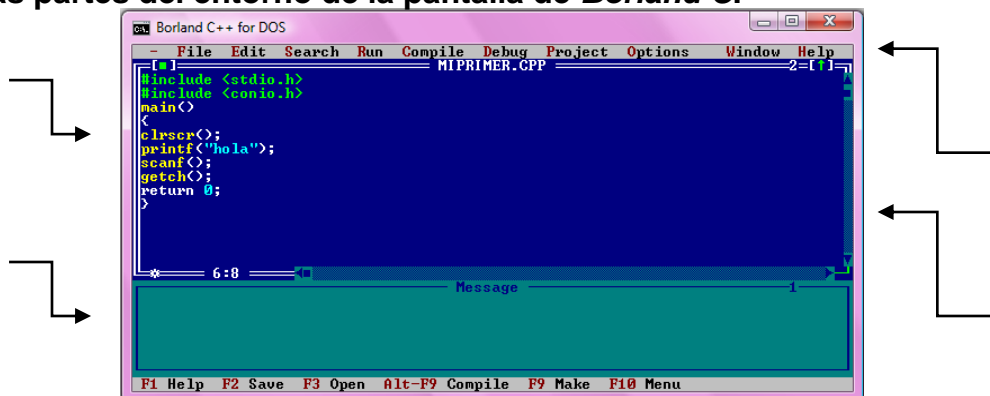 as partes del entorno de la pantalla de Borland C.
Borland C++ for DOS
- File Edit Search Run Compile Debug Project Options Window Help
[■] MIPRIMER.CPP 2=[↑]
#include <stdio.h>
#include <conio.h>
main()
{
clrscr();
printf("hola");
scanf();
getch();
return 0;
}
6:8
Message 1
F1 Help F2 Save F3 Open Alt-F9 Compile F9 Make F10 Menu